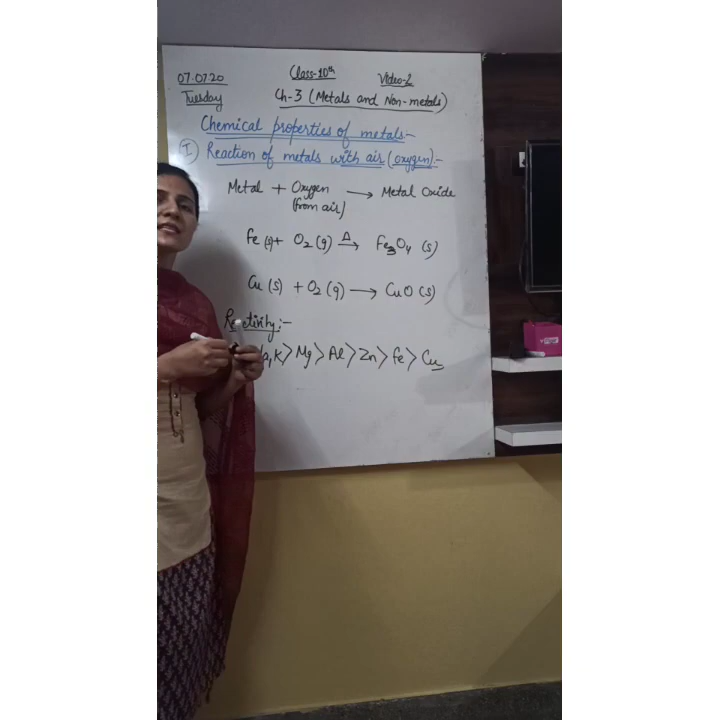 07.07.20 Class-10th Video-2
Tuesday Ch-3 (Metals and Non-metals)
Chemical properties of metals:-
(I) Reaction of metals with air (oxygen):-
Metal + Oxygen → Metal Oxide
(from air)
Fe (s) + O2 (g) Δ→ Fe3O4 (s)
Cu (s) + O2 (g) → CuO (s)
Reactivity:-
a, K > Mg > Al > Zn > Fe > Cu